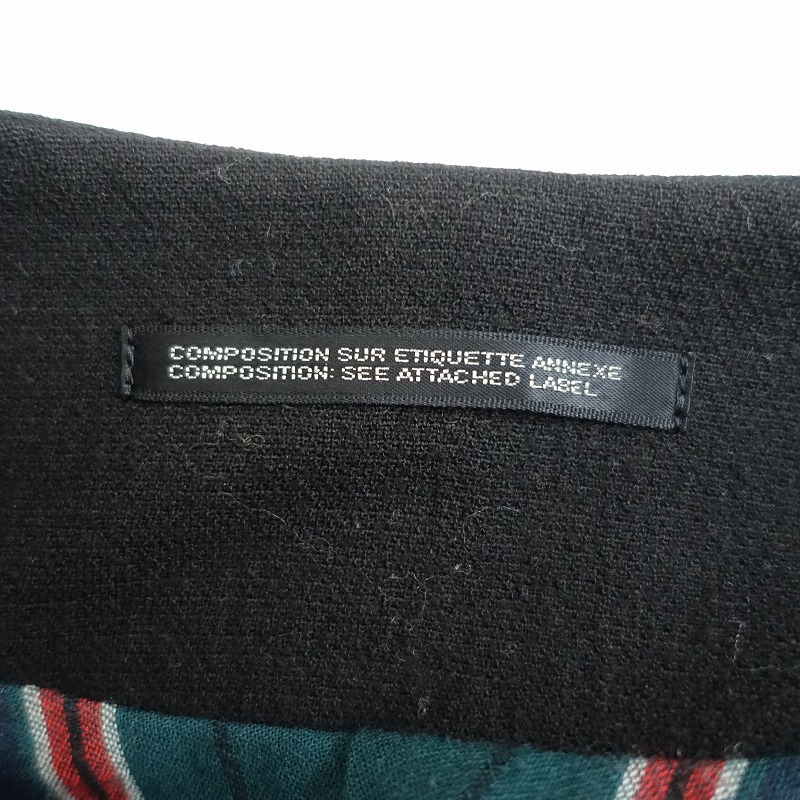 COMPOSITION SUR ETIQUETTE ANNEXE
COMPOSITION: SEE ATTACHED LABEL